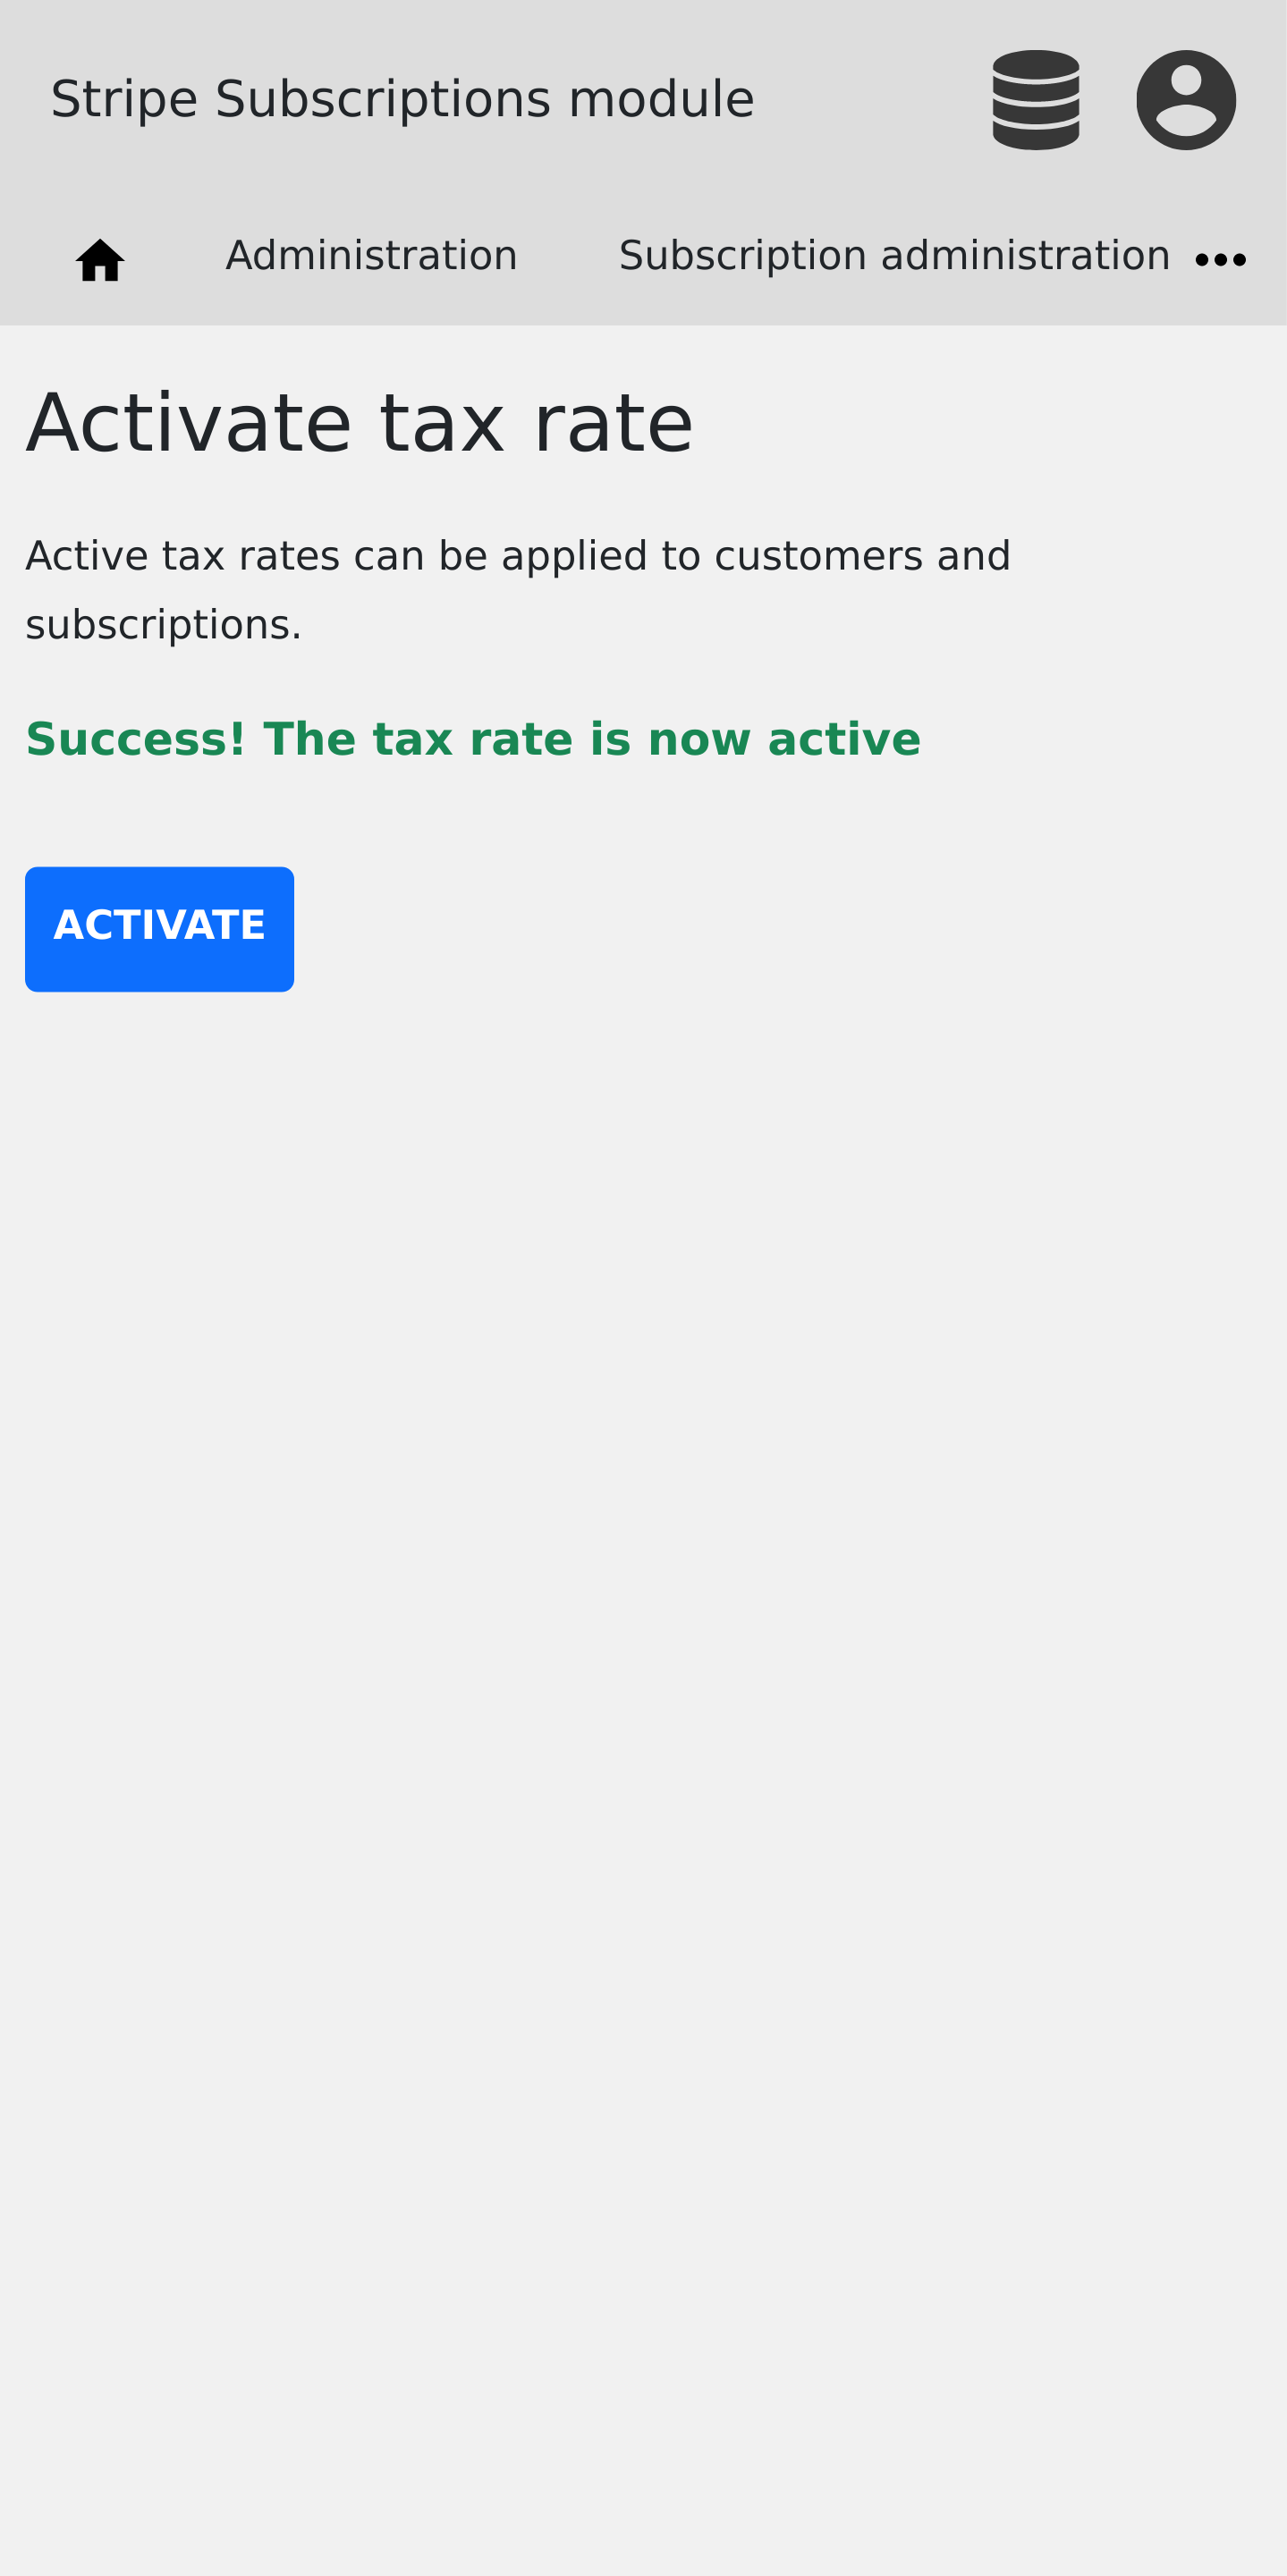 Stripe Subscriptions module
Administration Subscription administration
Activate tax rate
Active tax rates can be applied to customers and
subscriptions.
Success! The tax rate is now active
ACTIVATE